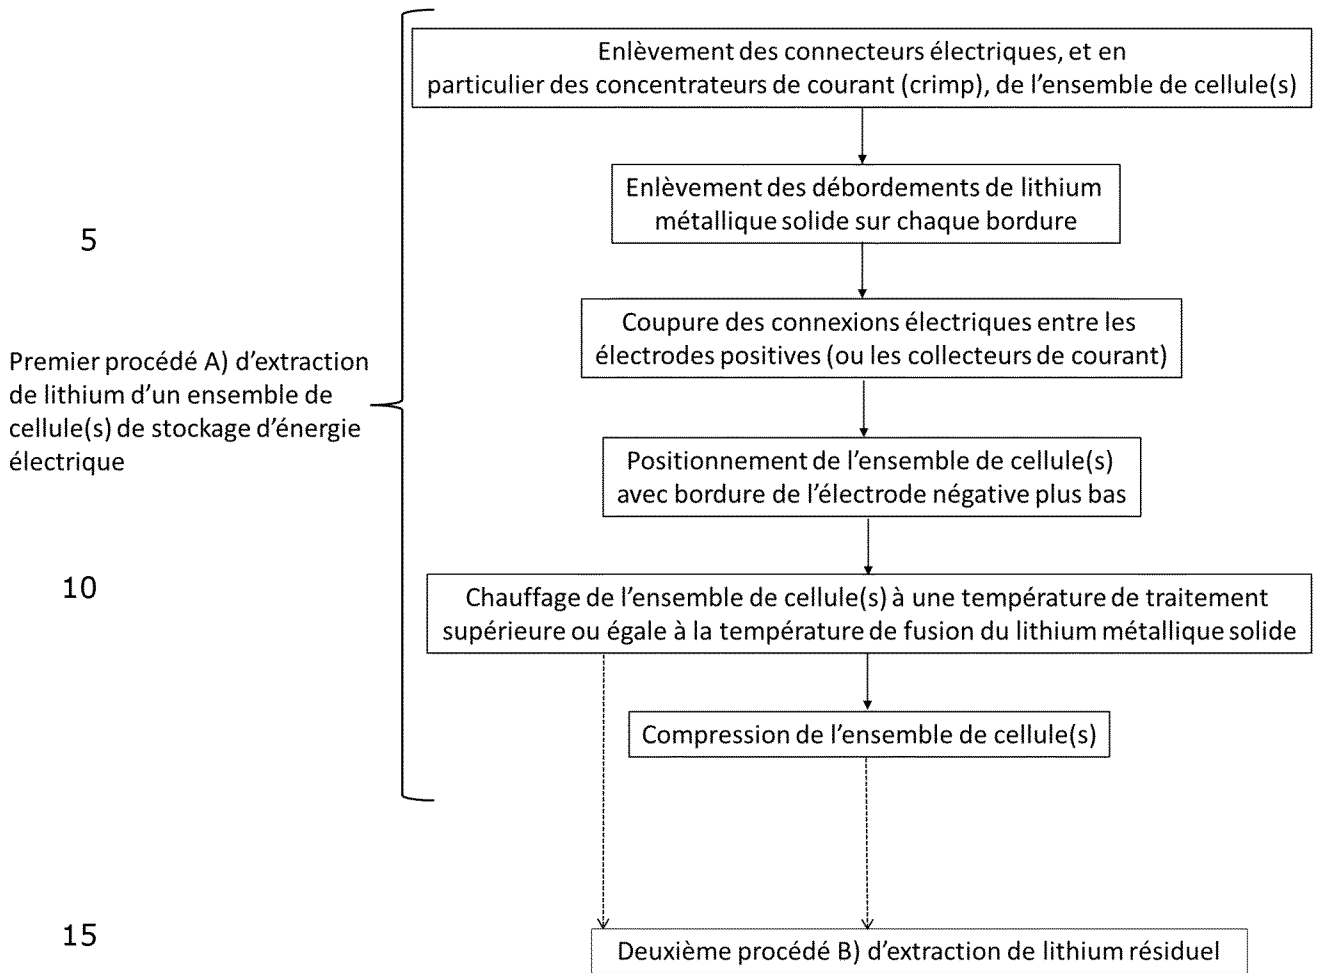 Enlèvement des connecteurs électriques, et en
particulier des concentrateurs de courant (crimp), de l'ensemble de cellule(s)
Enlèvement des débordements de lithium
métallique solide sur chaque bordure
5
Coupure des connexions électriques entre les
électrodes positives (ou les collecteurs de courant)
Premier procédé A) d'extraction
de lithium d'un ensemble de
cellule(s) de stockage d'énergie
électrique
Positionnement de l'ensemble de cellule(s)
avec bordure de l'électrode négative plus bas
10
Chauffage de l'ensemble de cellule(s) à une température de traitement
supérieure ou égale à la température de fusion du lithium métallique solide
Compression de l'ensemble de cellule(s)
15
Deuxième procédé B) d'extraction de lithium résiduel